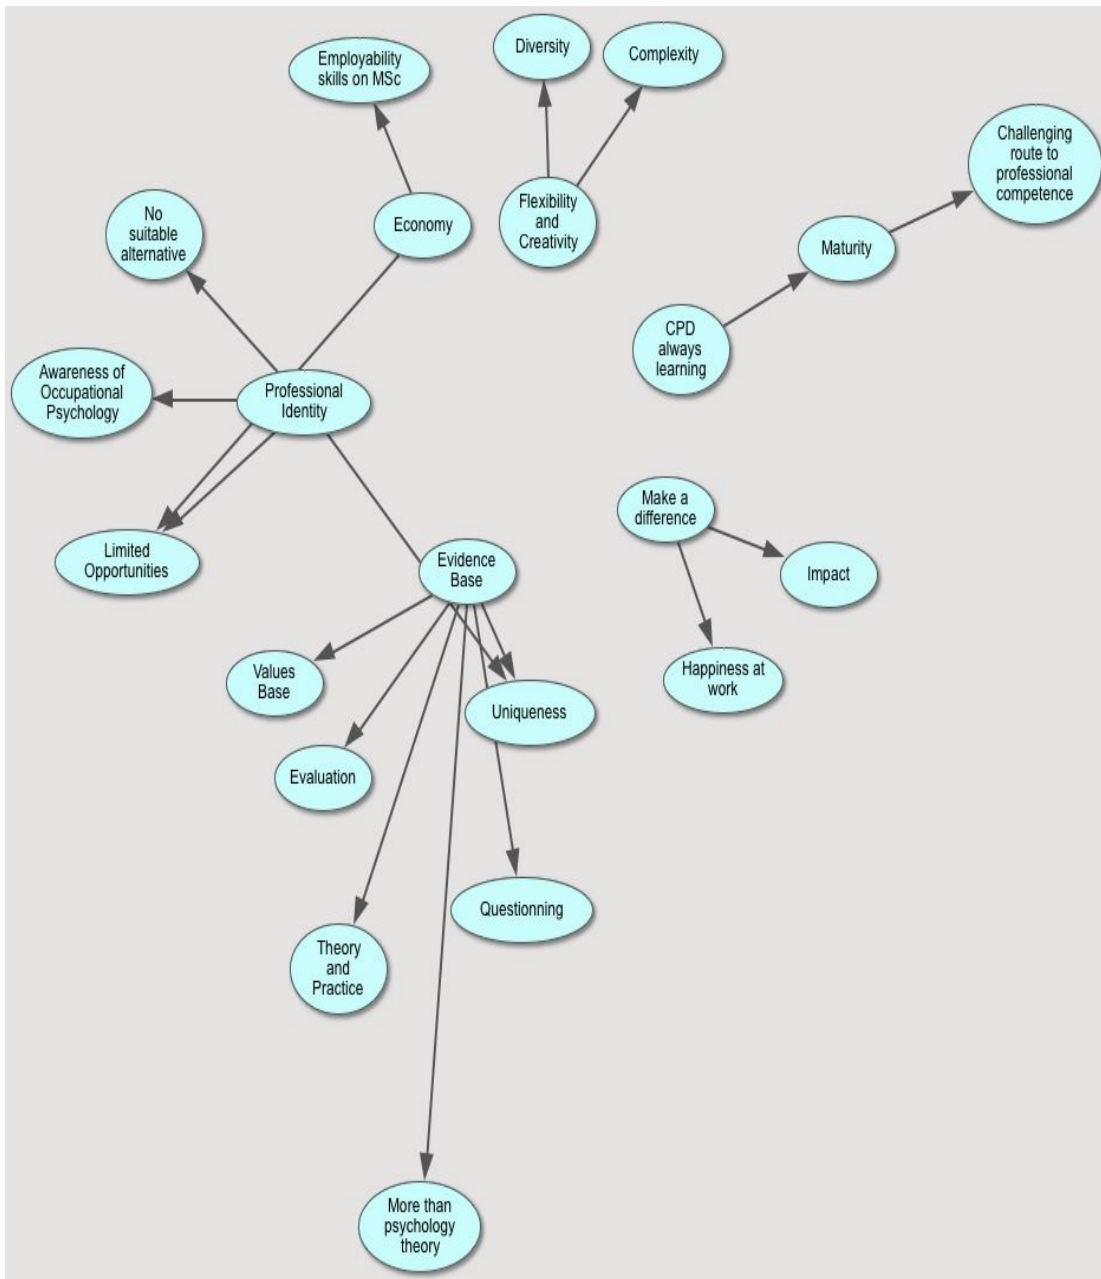 Diversity
Complexity
Employability
skills on MSc
Challenging
route to
professional
competence
No
suitable
alternative
Economy
Flexibility
and
Creativity
Maturity
CPD
always
learning
Awareness of
Occupational
Psychology
Professional
Identity
Make a
difference
Limited
Opportunities
Evidence
Base
Impact
Values
Base
Happiness at
work
Uniqueness
Evaluation
Questionning
Theory
and
Practice
More than
psychology
theory